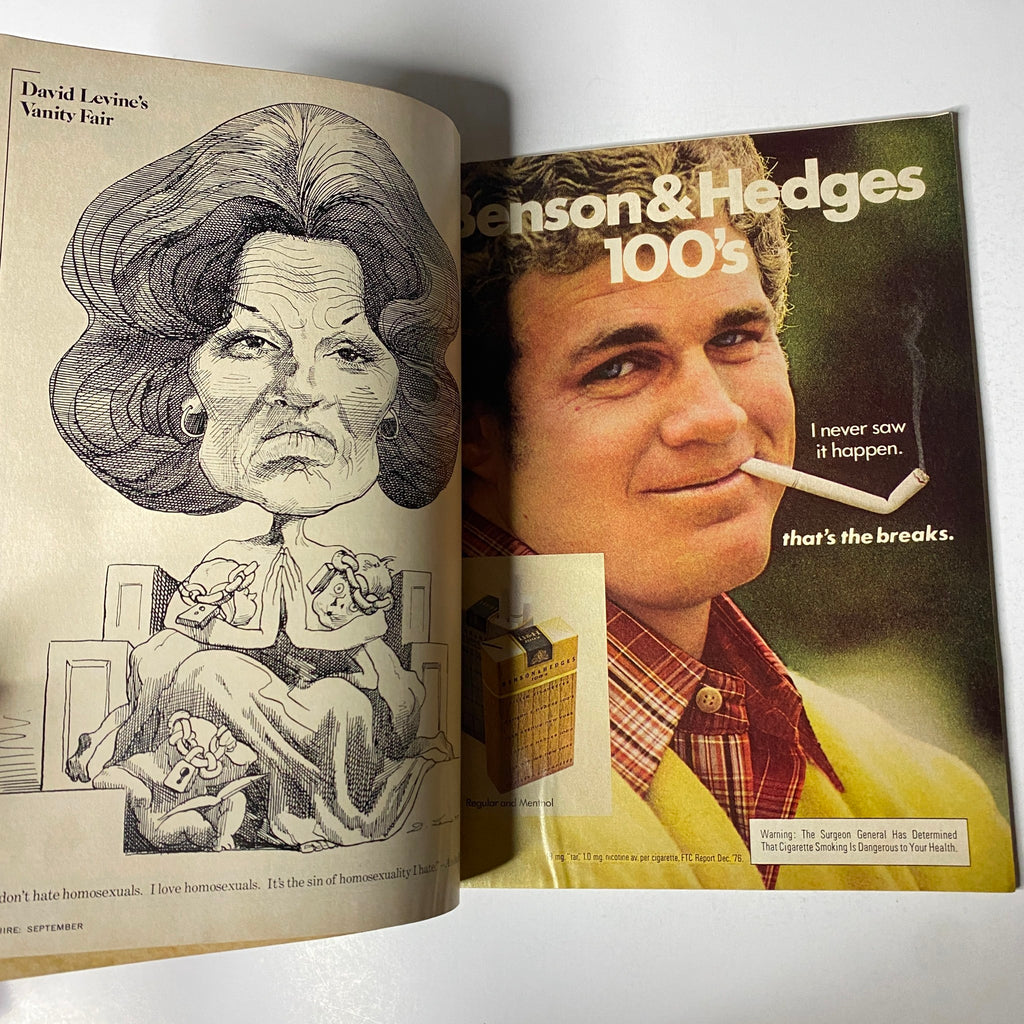 David Levine's
Vanity Fair
don't hate homosexuals. I love homosexuals. It's the sin of homosexuality I hate."
IRE: SEPTEMBER
Benson & Hedges
100's
I never saw
it happen.
that's the breaks.
BENSON & HEDGES
Regular and Menthol
mg. "tar," 1.0 mg. nicotine av. per cigarette, FTC Report Dec. '76.
Warning: The Surgeon General Has Determined
That Cigarette Smoking Is Dangerous to Your Health.